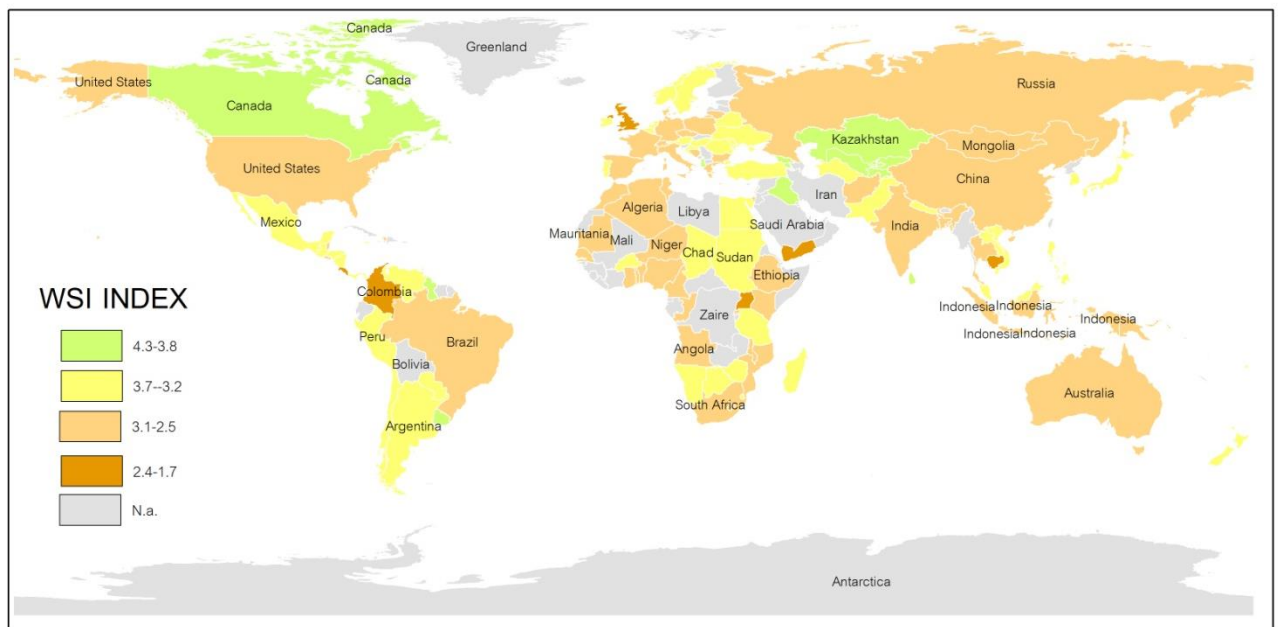 Canada
Greenland
United States
Canada
Canada
Russia
Kazakhstan
Mongolia
United States
China
Iran
Algeria
Libya
Saudi Arabia
India
Mexico
Mauritania
Mali
Niger
Chad
Sudan
Ethiopia
WSI INDEX
Colombia
Zaire
Indonesia
Indonesia
Indonesia
Indonesia
Indonesia
Peru
Brazil
Angola
Bolivia
4.3-3.8
3.7--3.2
Australia
South Africa
Argentina
3.1-2.5
2.4-1.7
N.a.
Antarctica